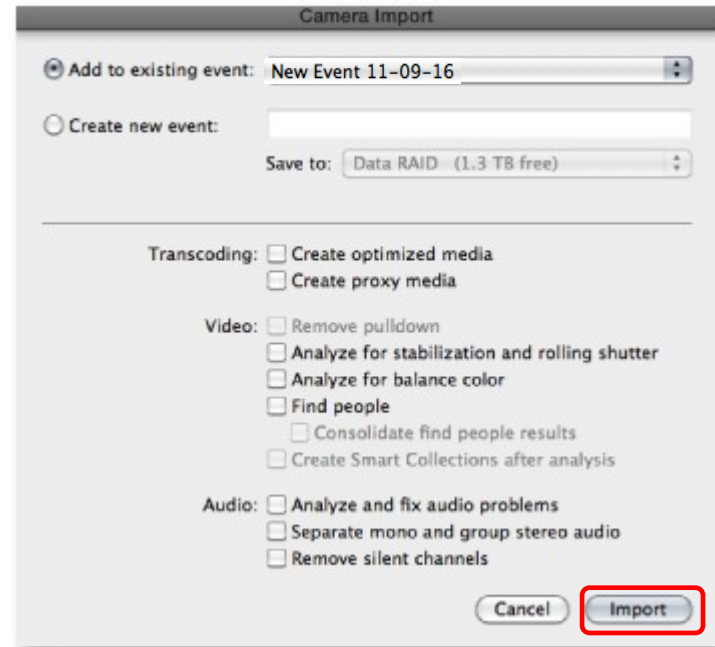 Camera Import
Add to existing event: New Event 11-09-16
Create new event:
Save to: Data RAID (1.3 TB free)
Transcoding: Create optimized media
Create proxy media
Video: Remove pulldown
Analyze for stabilization and rolling shutter
Analyze for balance color
Find people
Consolidate find people results
Create Smart Collections after analysis
Audio: Analyze and fix audio problems
Separate mono and group stereo audio
Remove silent channels
Cancel Import